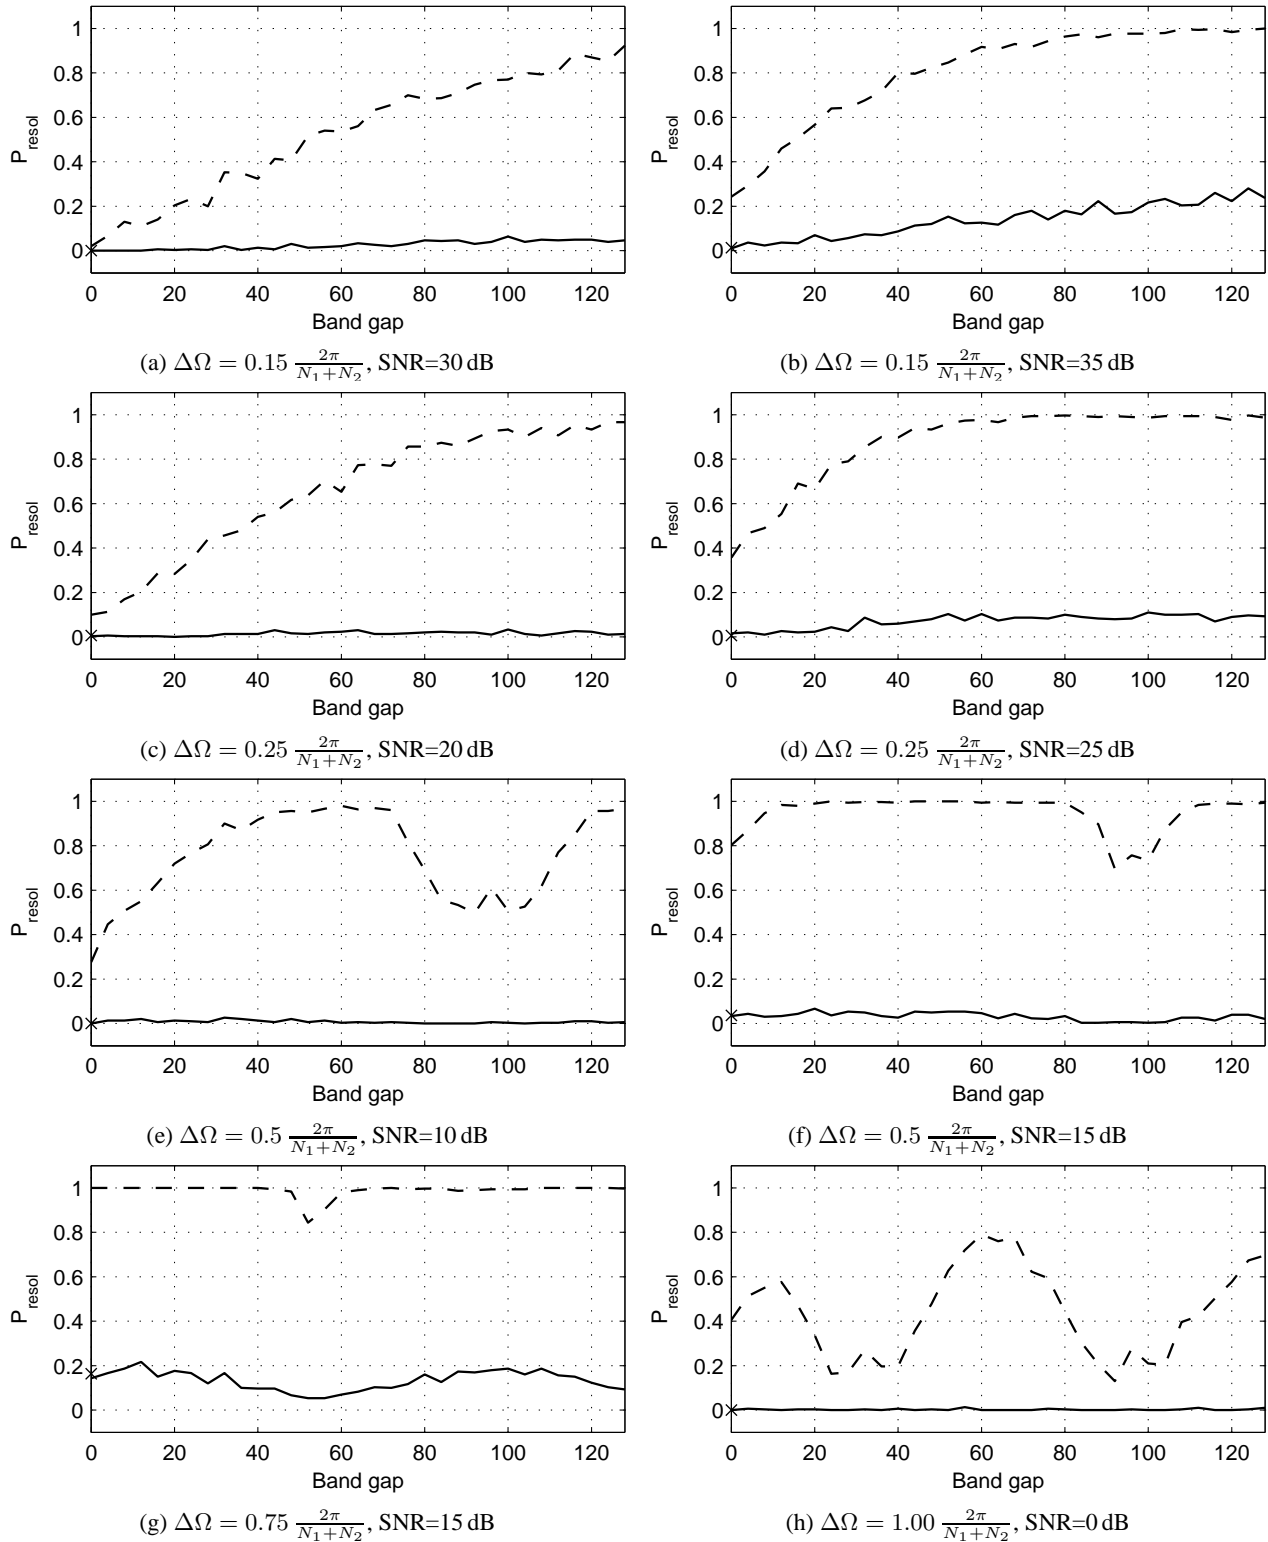 1
0.8
0.6
0.4
0.2
0
P_resol
0 20 40 60 80 100 120
Band gap
(a) ΔΩ = 0.15 2π/(N₁+N₂), SNR=30 dB
1
0.8
0.6
0.4
0.2
0
P_resol
0 20 40 60 80 100 120
Band gap
(b) ΔΩ = 0.15 2π/(N₁+N₂), SNR=35 dB
1
0.8
0.6
0.4
0.2
0
P_resol
0 20 40 60 80 100 120
Band gap
(c) ΔΩ = 0.25 2π/(N₁+N₂), SNR=20 dB
1
0.8
0.6
0.4
0.2
0
P_resol
0 20 40 60 80 100 120
Band gap
(d) ΔΩ = 0.25 2π/(N₁+N₂), SNR=25 dB
1
0.8
0.6
0.4
0.2
0
P_resol
0 20 40 60 80 100 120
Band gap
(e) ΔΩ = 0.5 2π/(N₁+N₂), SNR=10 dB
1
0.8
0.6
0.4
0.2
0
P_resol
0 20 40 60 80 100 120
Band gap
(f) ΔΩ = 0.5 2π/(N₁+N₂), SNR=15 dB
1
0.8
0.6
0.4
0.2
0
P_resol
0 20 40 60 80 100 120
Band gap
(g) ΔΩ = 0.75 2π/(N₁+N₂), SNR=15 dB
1
0.8
0.6
0.4
0.2
0
P_resol
0 20 40 60 80 100 120
Band gap
(h) ΔΩ = 1.00 2π/(N₁+N₂), SNR=0 dB